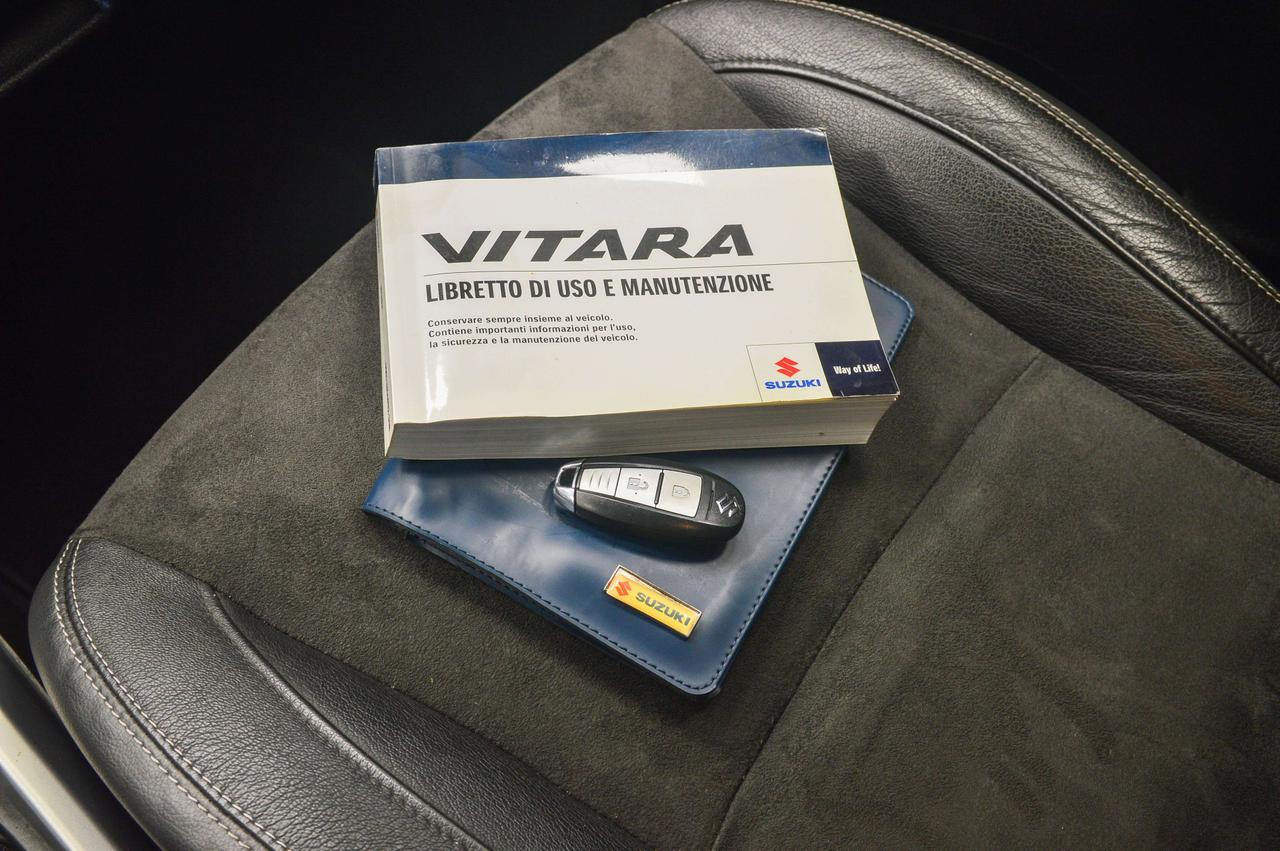 VITARA
LIBRETTO DI USO E MANUTENZIONE
Conservare sempre insieme al veicolo.
Contiene importanti informazioni per l'uso,
la sicurezza e la manutenzione del veicolo.
SUZUKI
Way of Life!
SUZUKI